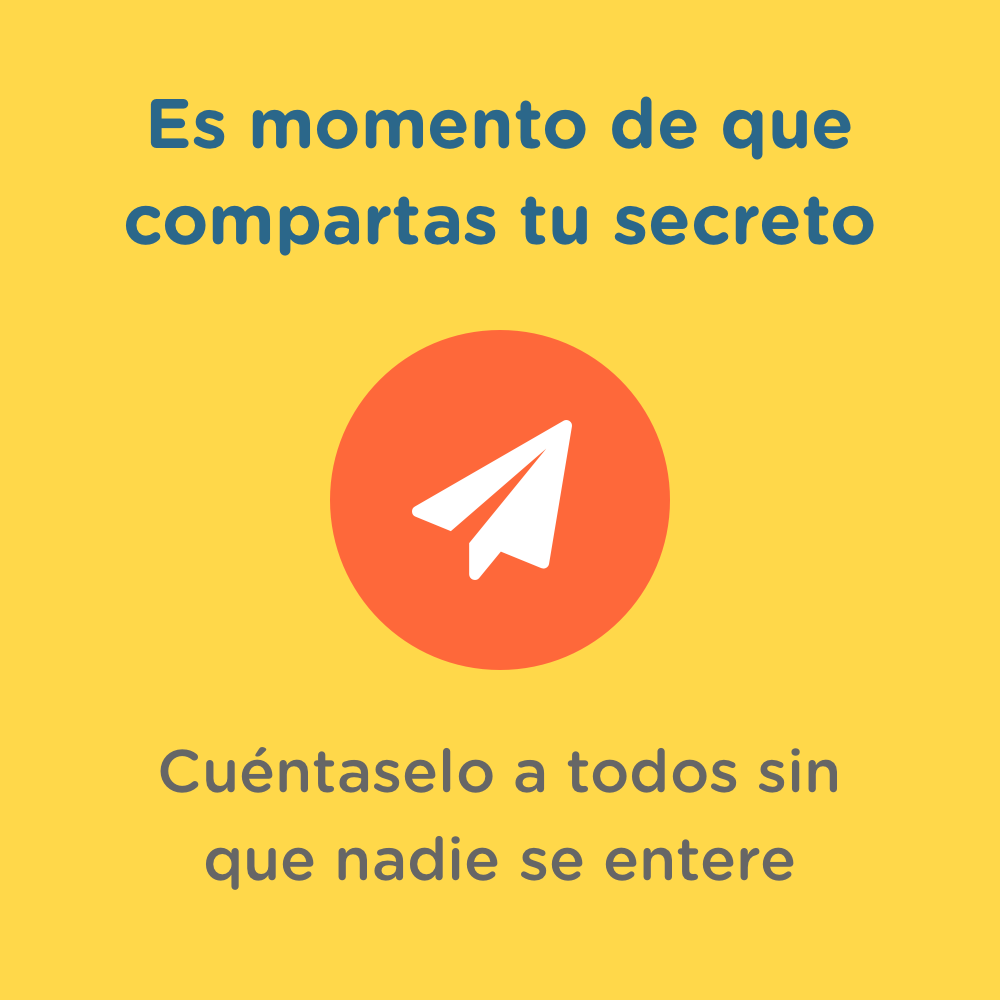 Es momento de que
compartas tu secreto
Cuéntaselo a todos sin
que nadie se entere